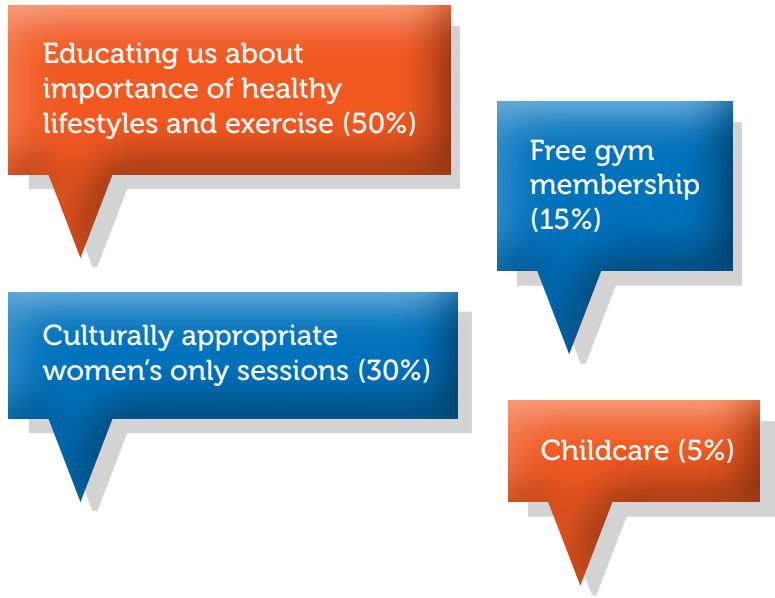 Educating us about
importance of healthy
lifestyles and exercise (50%)
Free gym
membership
(15%)
Culturally appropriate
women’s only sessions (30%)
Childcare (5%)